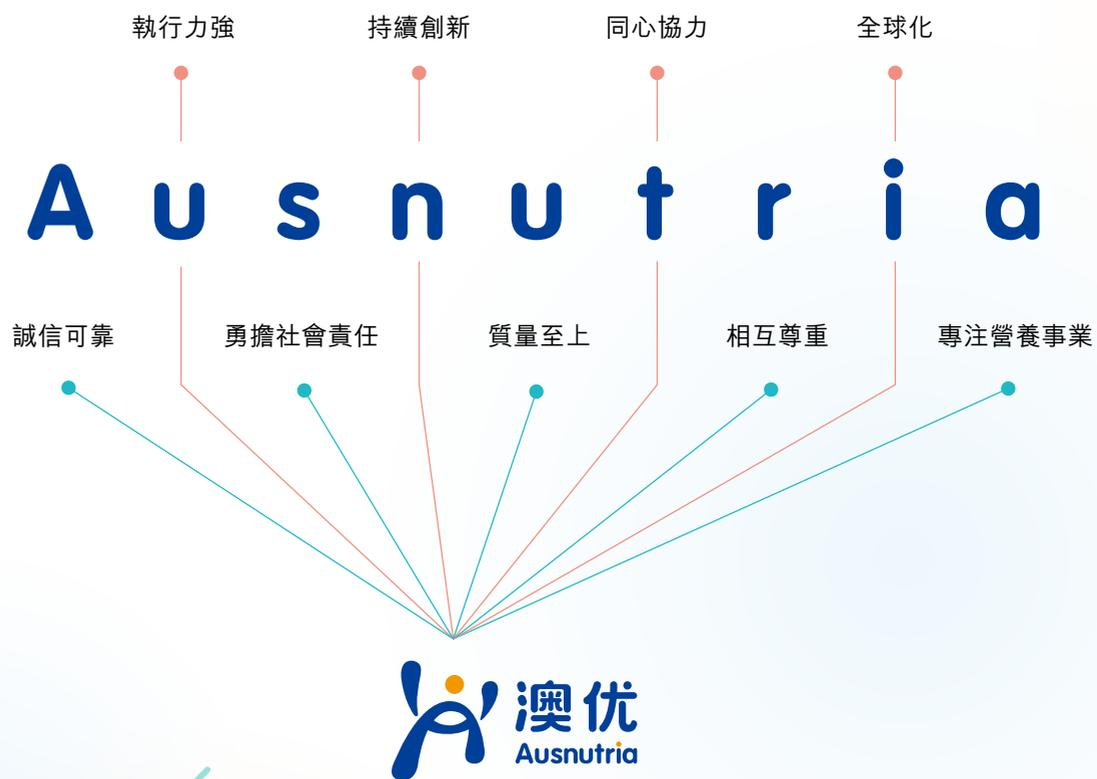 執行力強 持續創新 同心協力 全球化
Ausnutria
誠信可靠 勇擔社會責任 質量至上 相互尊重 專注營養事業
澳优
Ausnutria